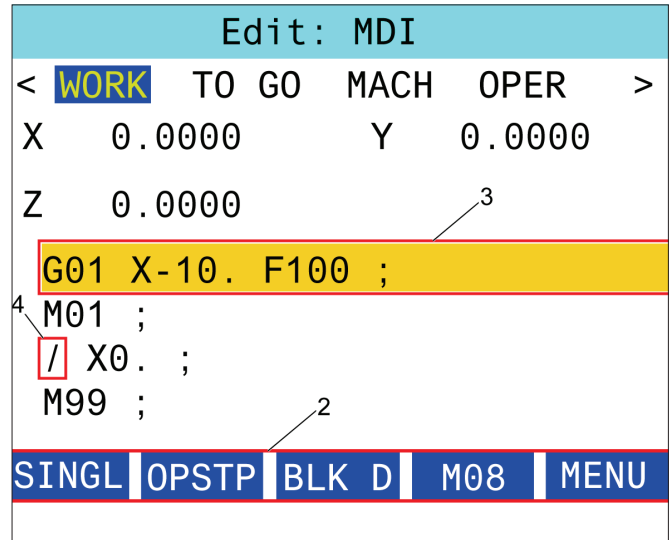 Edit: MDI
< WORK TO GO MACH OPER >
X 0.0000 Y 0.0000
Z 0.0000
3
G01 X-10. F100 ;
4
M01 ;
/ X0. ;
M99 ;
2
SINGL OPSTP BLK D M08 MENU